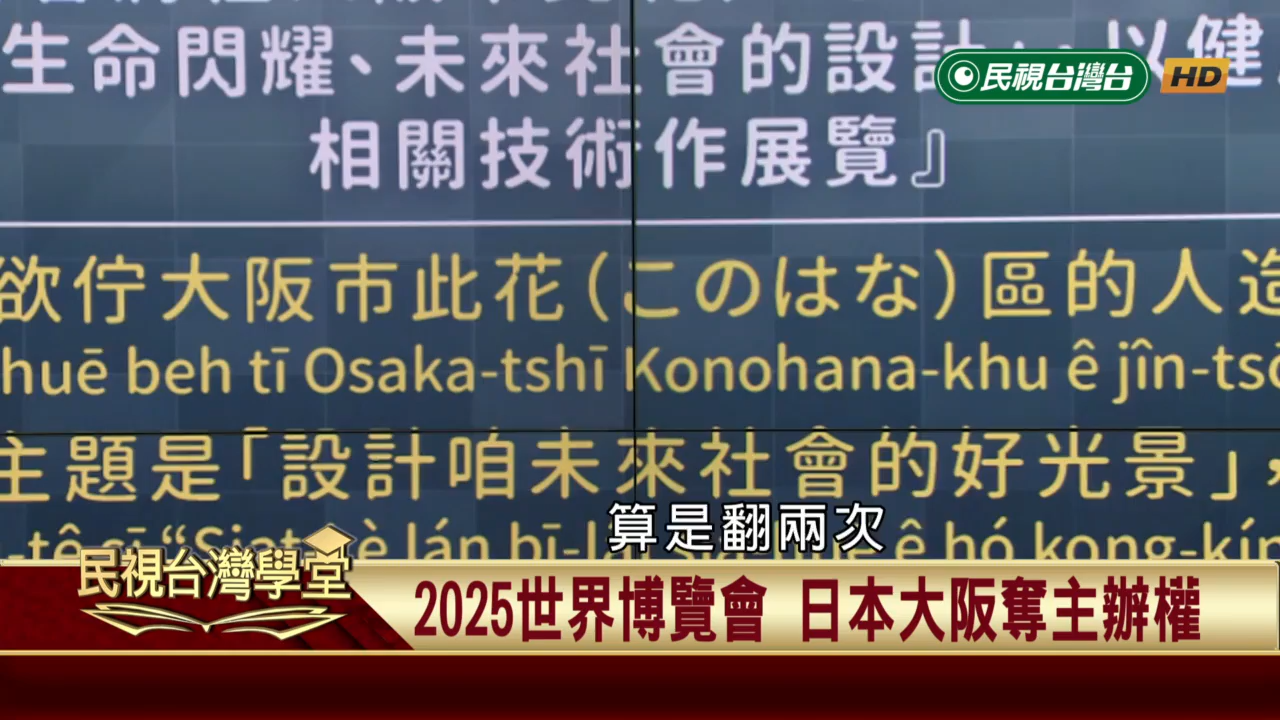 生命閃耀、未來社會的設計…以健
相關技術作展覽』
民視台灣台 HD
欲佇大阪市此花(このはな)區的人造
huē beh tī Osaka-tshī Konohana-khu ê jîn-tsō
主題是「設計咱未來社會的好光景」,
算是翻兩次
民視台灣學堂
2025世界博覽會 日本大阪奪主辦權